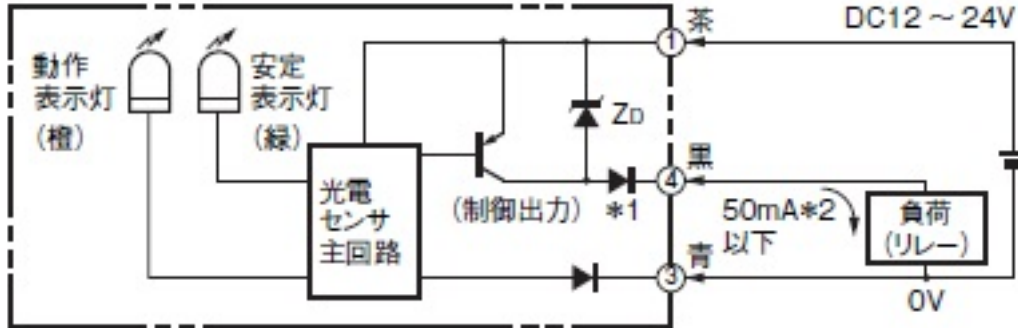 動作
表示灯
(橙)
安定
表示灯
(緑)
光電
センサ
主回路
(制御出力)
*1
ZD
1
茶
4
黒
3
青
DC12 ~ 24V
50mA*2
以下
負荷
(リレー)
0V